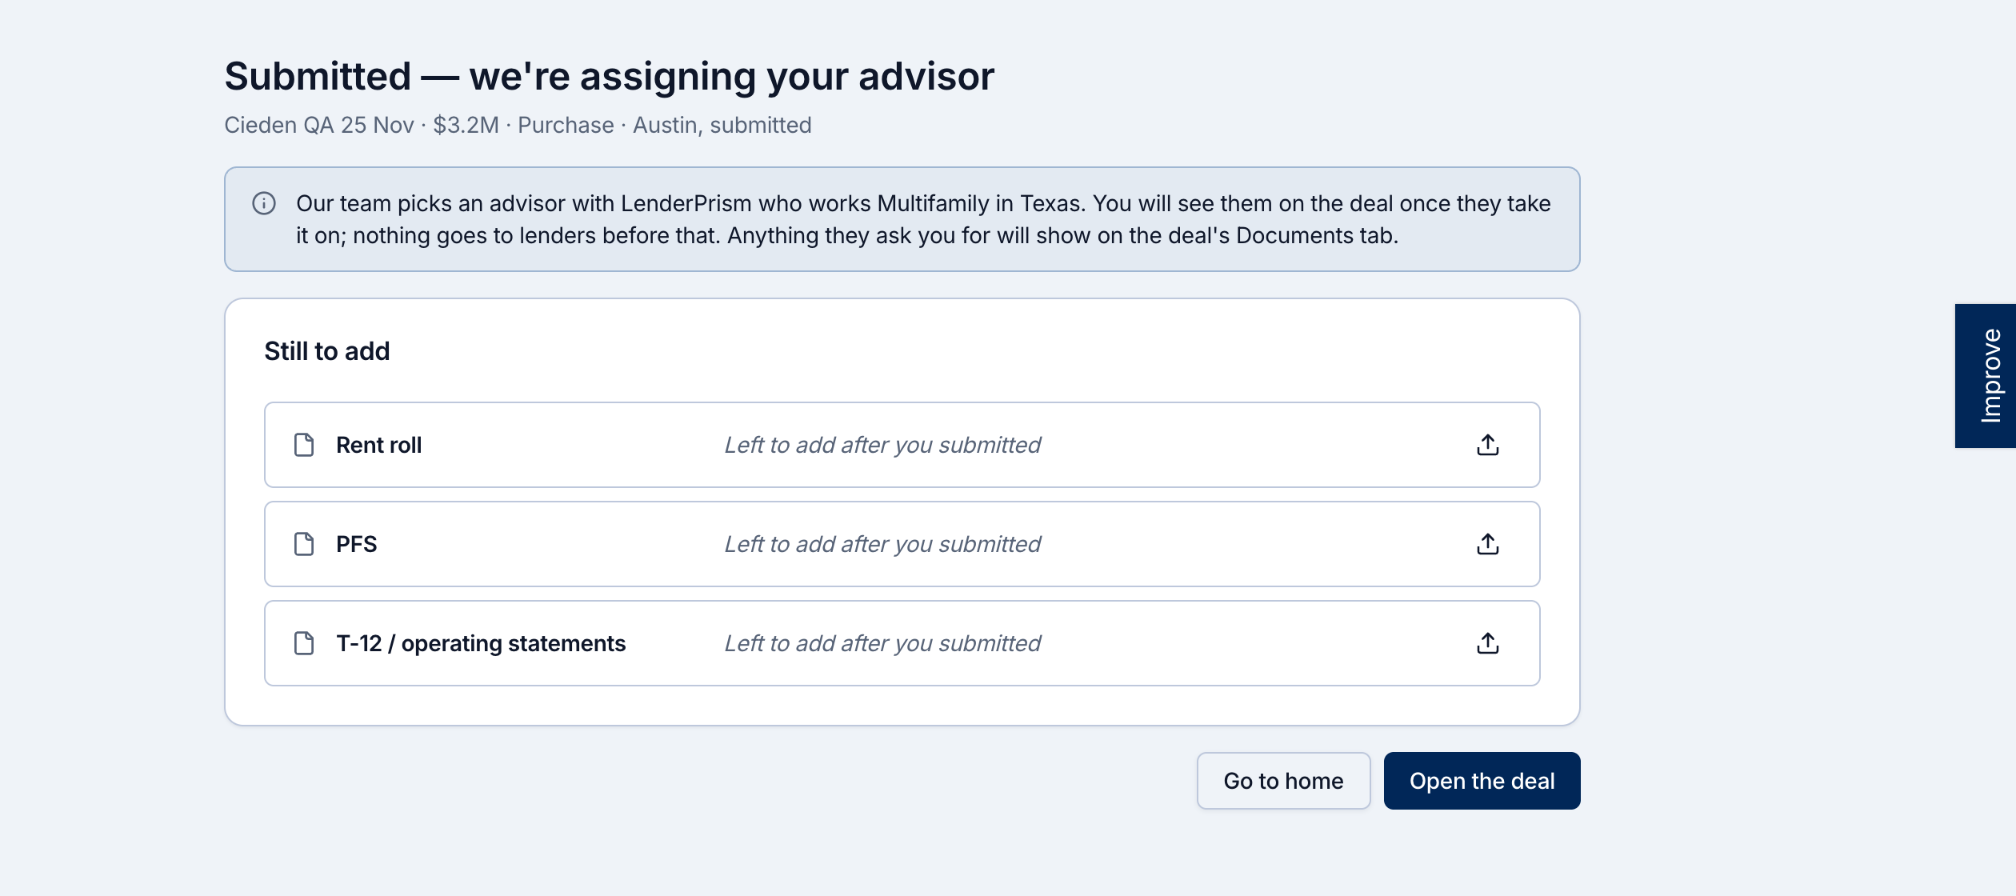 Submitted — we're assigning your advisor
Cieden QA 25 Nov · $3.2M · Purchase · Austin, submitted
Our team picks an advisor with LenderPrism who works Multifamily in Texas. You will see them on the deal once they take
it on; nothing goes to lenders before that. Anything they ask you for will show on the deal's Documents tab.
Still to add
Rent roll Left to add after you submitted
PFS Left to add after you submitted
T-12 / operating statements Left to add after you submitted
Go to home Open the deal
Improve